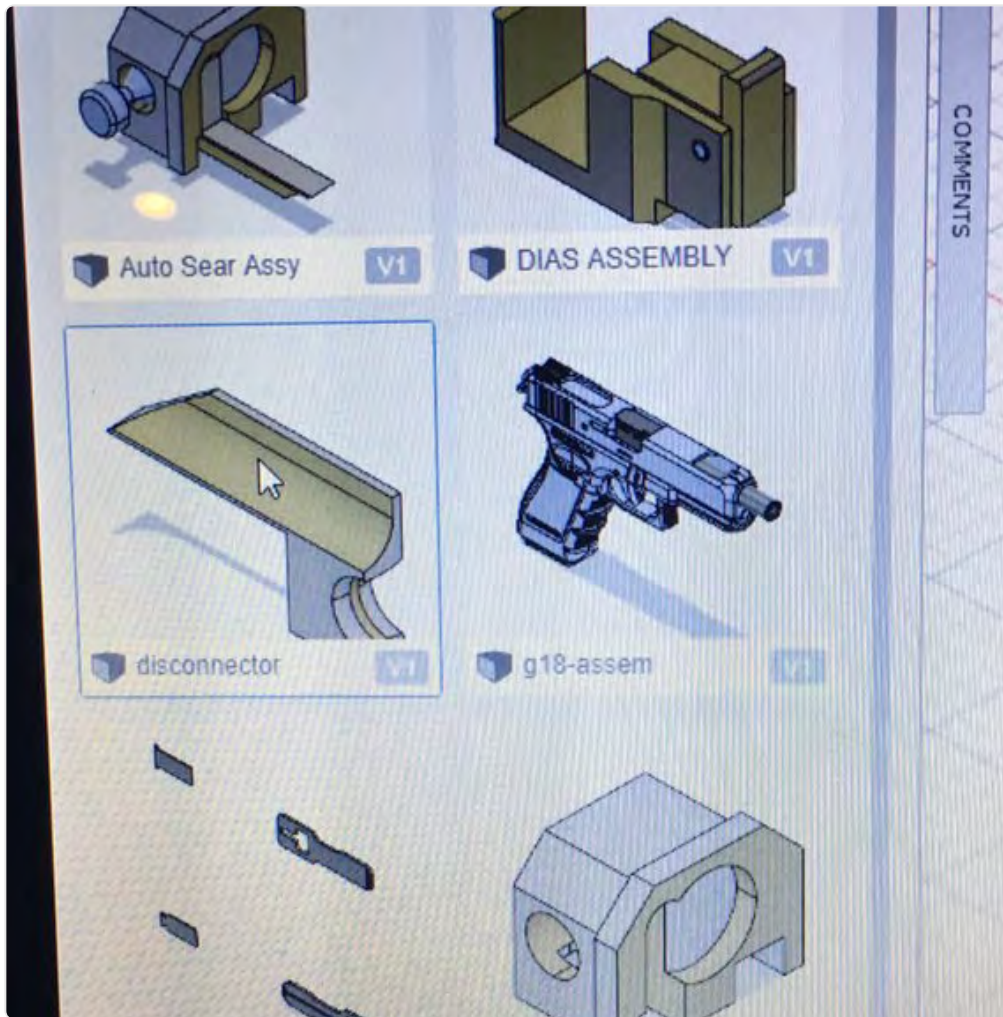 Auto Sear Assy V1
DIAS ASSEMBLY V1
disconnector V1
g18-assem V1
COMMENTS